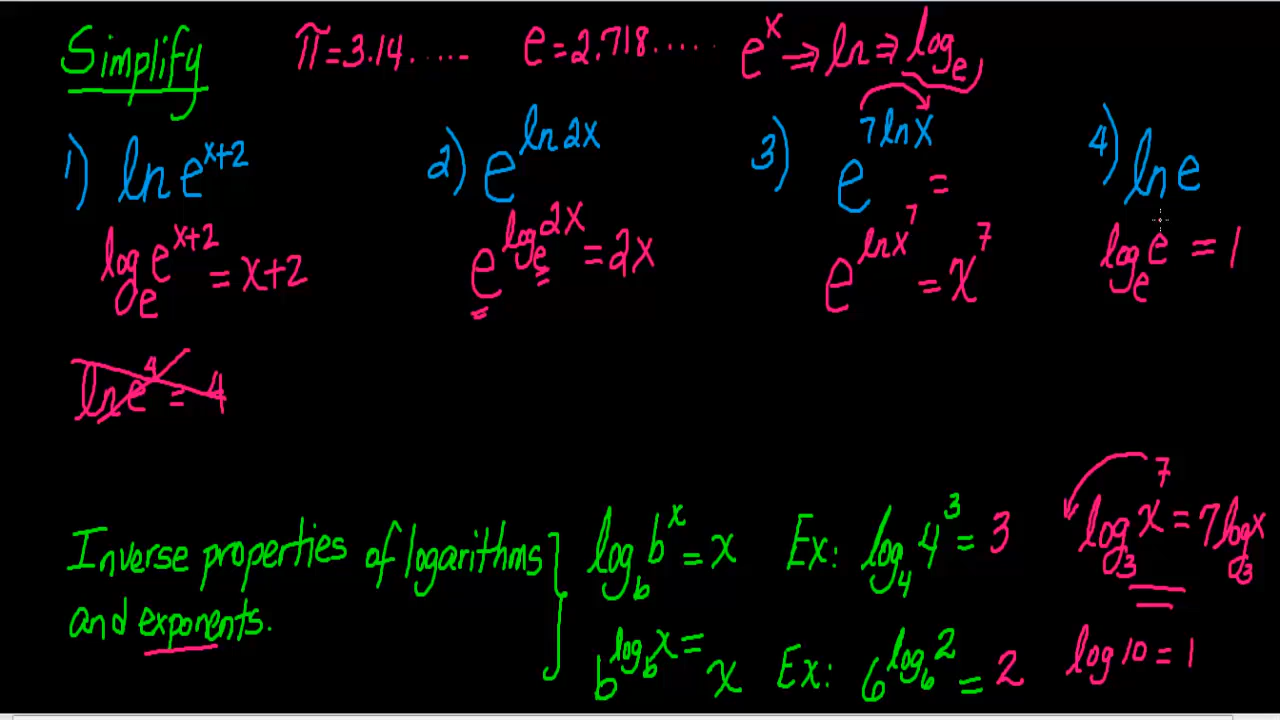 Simplify π=3.14..... e=2.718..... e^x ⇒ ln ⇒ log_e
1) ln e^(x+2) 2) e^(ln 2x) 3) e^(7 ln x) = 4) ln e
log_e e^(x+2) = x+2 e^(log_e 2x) = 2x e^(ln x^7) = x^7 log_e e = 1
ln e^4 = 4
log_3 x^7 = 7 log_3 x
Inverse properties of logarithms log_b b^x = x Ex: log_4 4^3 = 3
and exponents. b^(log_b x) = x Ex: 6^(log_6 2) = 2 log 10 = 1